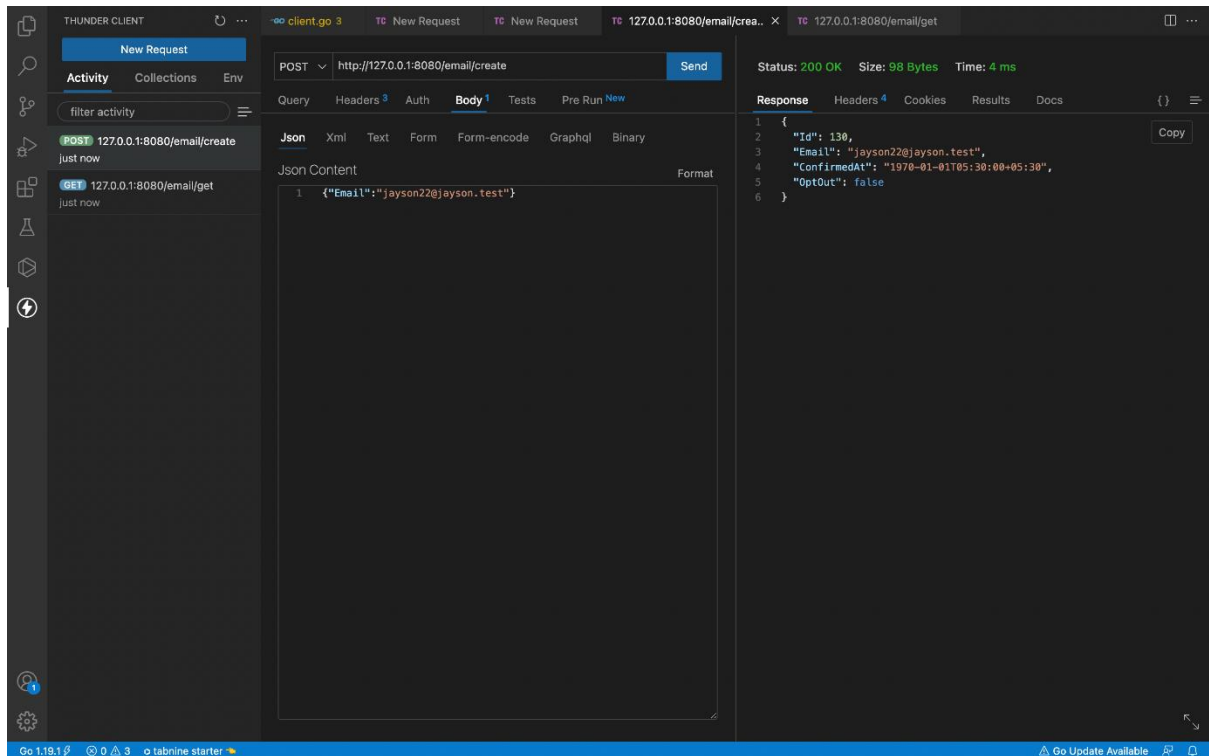 THUNDER CLIENT
New Request
Activity Collections Env
filter activity
POST 127.0.0.1:8080/email/create
just now
GET 127.0.0.1:8080/email/get
just now
GO client.go 3 TC New Request TC New Request TC 127.0.0.1:8080/email/crea.. TC 127.0.0.1:8080/email/get
POST http://127.0.0.1:8080/email/create Send
Query Headers 3 Auth Body 1 Tests Pre Run New
Json Xml Text Form Form-encode Graphql Binary
Json Content Format
1 {"Email":"jayson22@jayson.test"}
Status: 200 OK Size: 98 Bytes Time: 4 ms
Response Headers 4 Cookies Results Docs {}
Copy
1 {
2 "Id": 130,
3 "Email": "jayson22@jayson.test",
4 "ConfirmedAt": "1970-01-01T05:30:00+05:30",
5 "OptOut": false
6 }
1
Go 1.19.1 0 3 tabnine starter Go Update Available